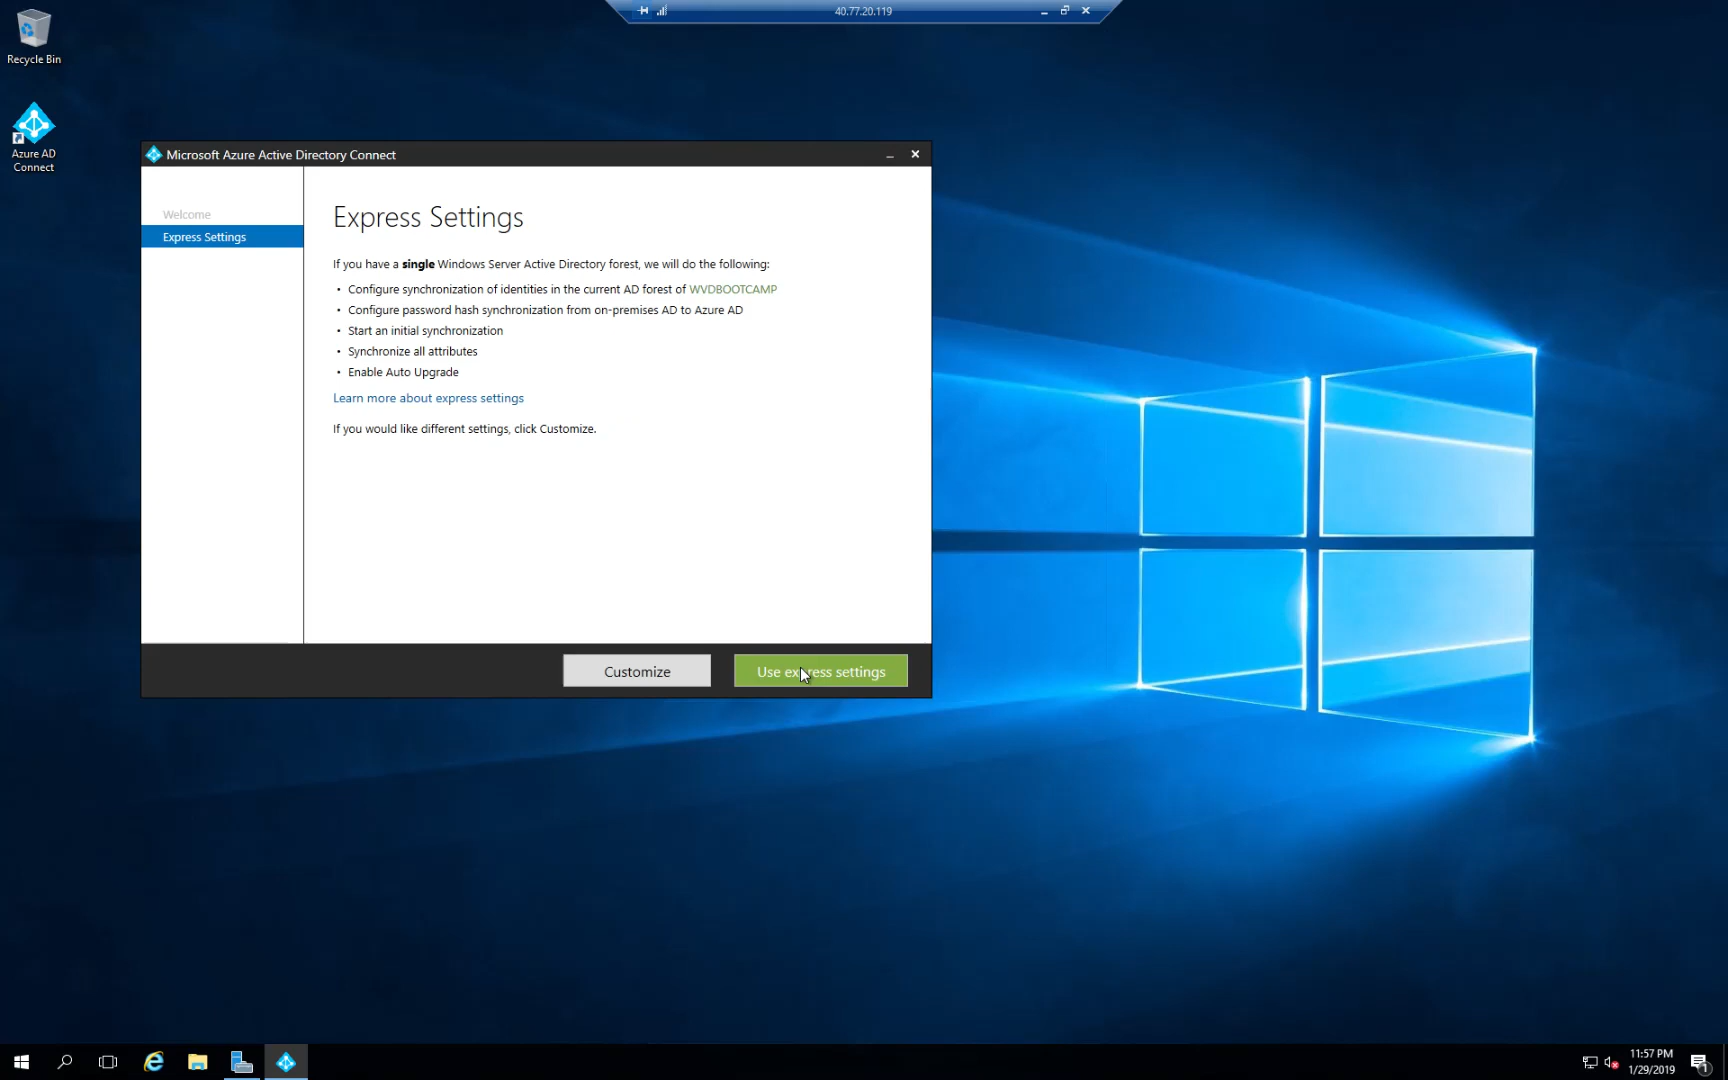 40.77.20.119
Recycle Bin
Azure AD
Connect
Microsoft Azure Active Directory Connect
Welcome
Express Settings
Express Settings
If you have a single Windows Server Active Directory forest, we will do the following:
• Configure synchronization of identities in the current AD forest of WVDBOOTCAMP
• Configure password hash synchronization from on-premises AD to Azure AD
• Start an initial synchronization
• Synchronize all attributes
• Enable Auto Upgrade
Learn more about express settings
If you would like different settings, click Customize.
Customize
Use express settings
11:57 PM
1/29/2019
1